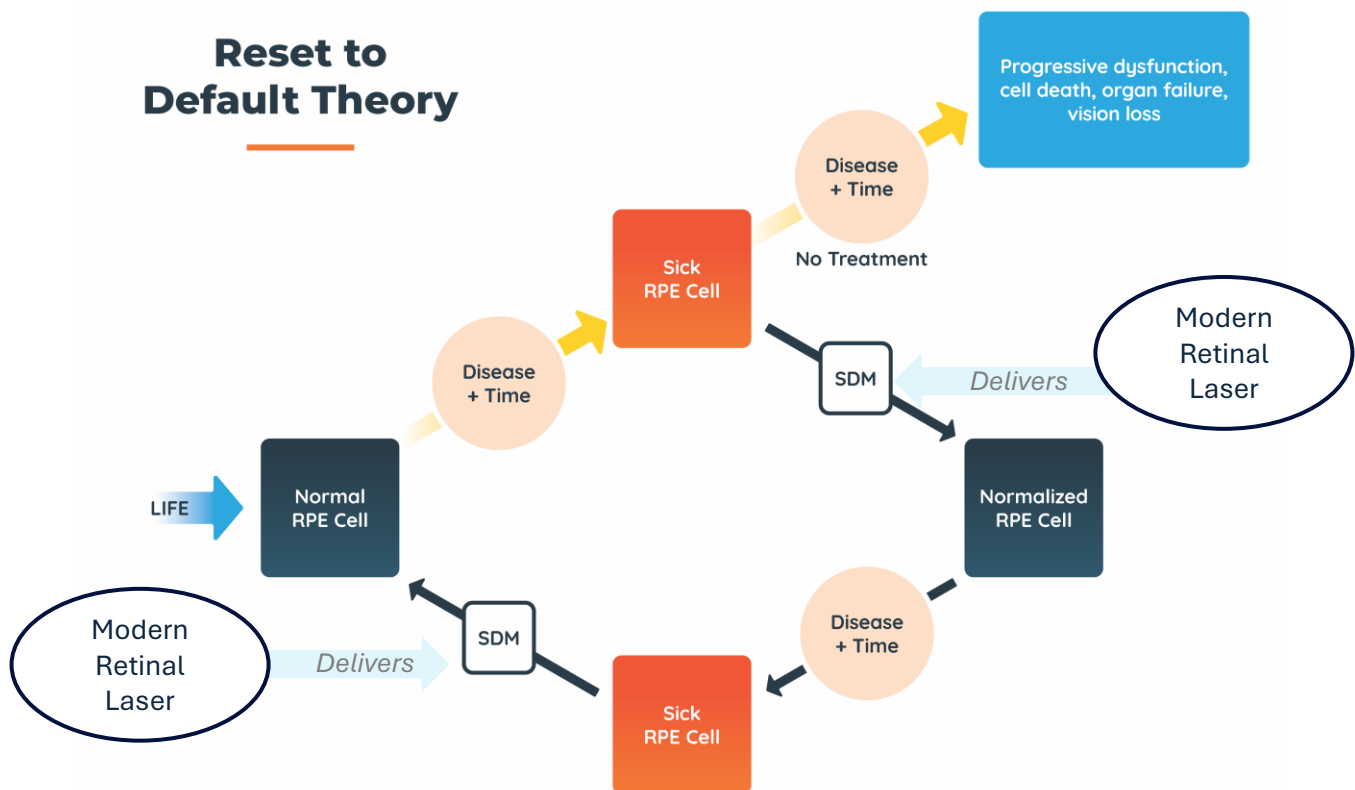 Reset to
Default Theory
Progressive dysfunction,
cell death, organ failure,
vision loss
Disease
+ Time
No Treatment
Sick
RPE Cell
Modern
Retinal
Laser
Delivers
SDM
Disease
+ Time
LIFE
Normal
RPE Cell
Normalized
RPE Cell
Modern
Retinal
Laser
Delivers
SDM
Disease
+ Time
Sick
RPE Cell